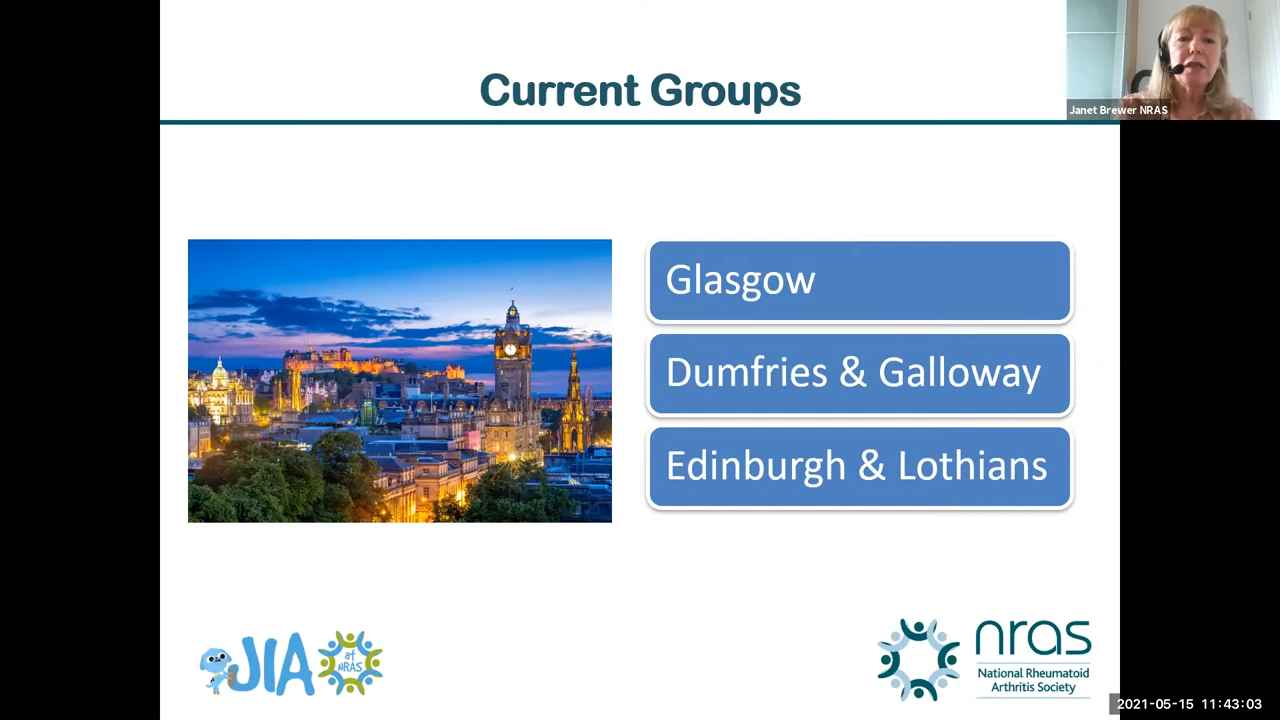 Current Groups
Janet Brewer NRAS
Glasgow
Dumfries & Galloway
Edinburgh & Lothians
JIA
at
NRAS
nras
National Rheumatoid
Arthritis Society
2021-05-15 11:43:03